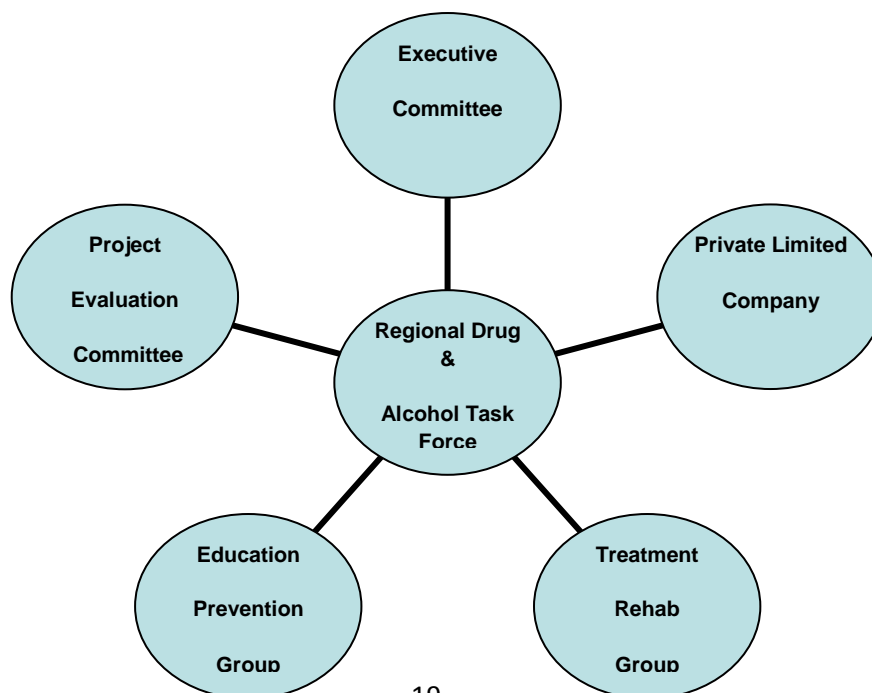 Executive
Committee
Project
Evaluation
Committee
Private Limited
Company
Regional Drug
&
Alcohol Task
Force
Education
Prevention
Group
Treatment
Rehab
Group